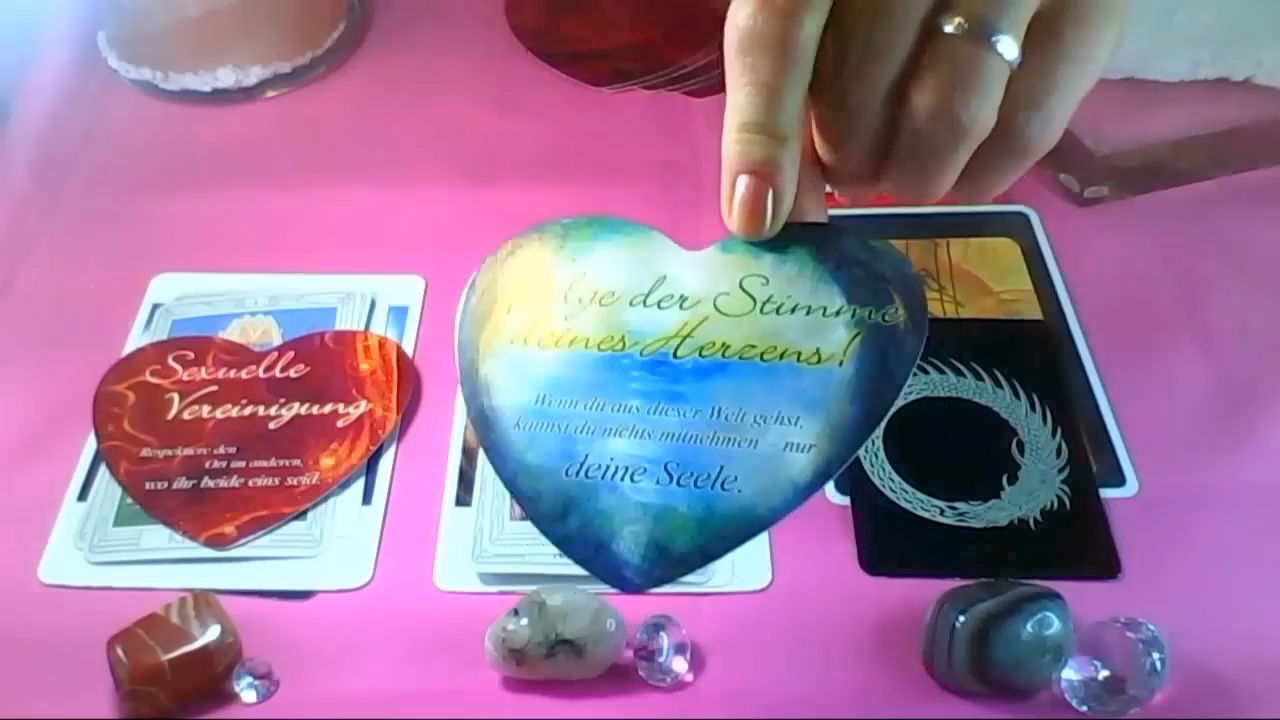 Sexuelle
Vereinigung
Respektiere den
Ort im anderen,
wo ihr beide eins seid.
der Stimme
deines Herzens!
Wenn du aus dieser Welt gehst,
kannst du nichts mitnehmen nur
deine Seele.